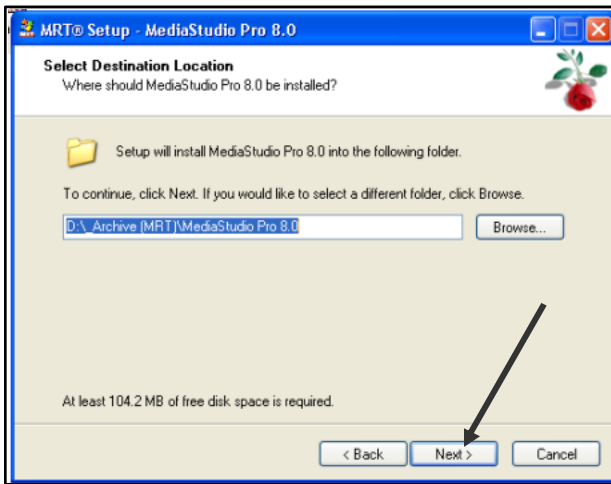 MRT® Setup - MediaStudio Pro 8.0
Select Destination Location
Where should MediaStudio Pro 8.0 be installed?
Setup will install MediaStudio Pro 8.0 into the following folder.
To continue, click Next. If you would like to select a different folder, click Browse.
D:\_Archive (MRT)\MediaStudio Pro 8.0
Browse...
At least 104.2 MB of free disk space is required.
< Back Next > Cancel